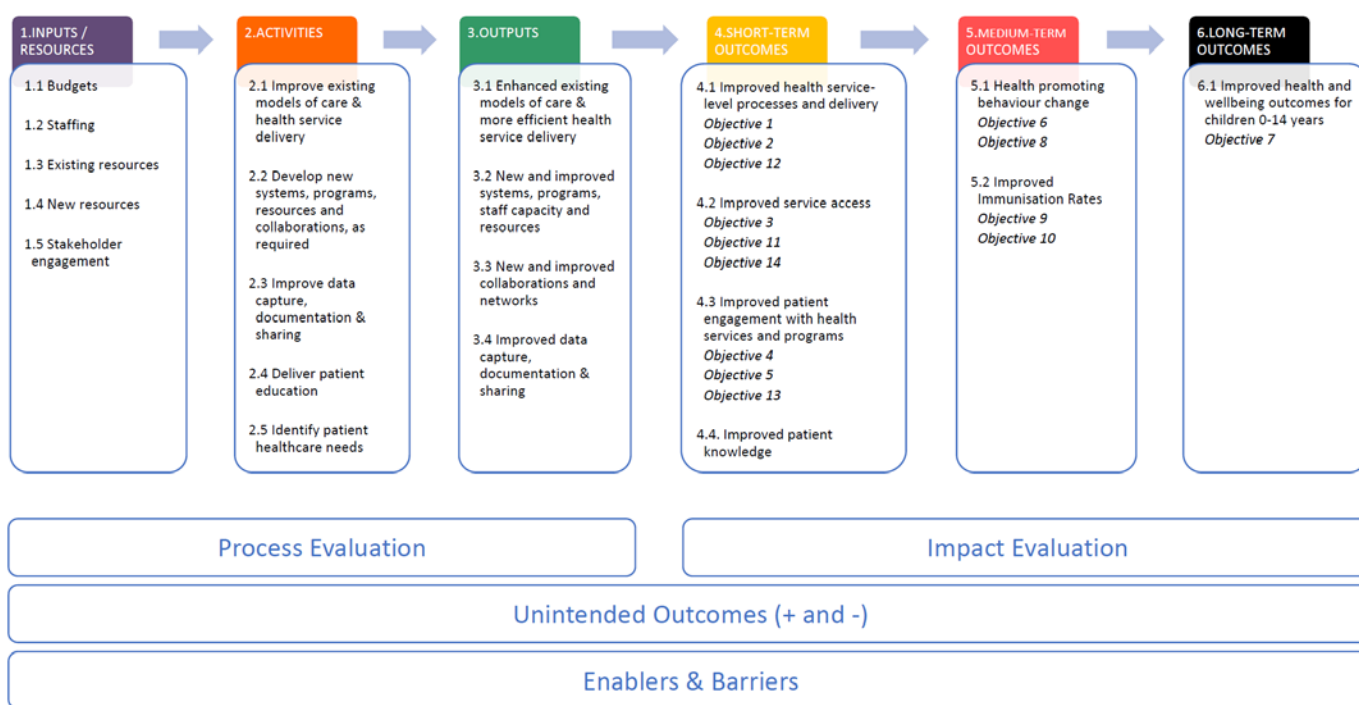 1.INPUTS /
RESOURCES
1.1 Budgets
1.2 Staffing
1.3 Existing resources
1.4 New resources
1.5 Stakeholder
engagement
2.ACTIVITIES
2.1 Improve existing
models of care &
health service
delivery
2.2 Develop new
systems, programs,
resources and
collaborations, as
required
2.3 Improve data
capture,
documentation &
sharing
2.4 Deliver patient
education
2.5 Identify patient
healthcare needs
3.OUTPUTS
3.1 Enhanced existing
models of care &
more efficient health
service delivery
3.2 New and improved
systems, programs,
staff capacity and
resources
3.3 New and improved
collaborations and
networks
3.4 Improved data
capture,
documentation &
sharing
4.SHORT-TERM
OUTCOMES
4.1 Improved health service-
level processes and delivery
Objective 1
Objective 2
Objective 12
4.2 Improved service access
Objective 3
Objective 11
Objective 14
4.3 Improved patient
engagement with health
services and programs
Objective 4
Objective 5
Objective 13
4.4. Improved patient
knowledge
5.MEDIUM-TERM
OUTCOMES
5.1 Health promoting
behaviour change
Objective 6
Objective 8
5.2 Improved
Immunisation Rates
Objective 9
Objective 10
6.LONG-TERM
OUTCOMES
6.1 Improved health and
wellbeing outcomes for
children 0-14 years
Objective 7
Process Evaluation
Impact Evaluation
Unintended Outcomes (+ and -)
Enablers & Barriers